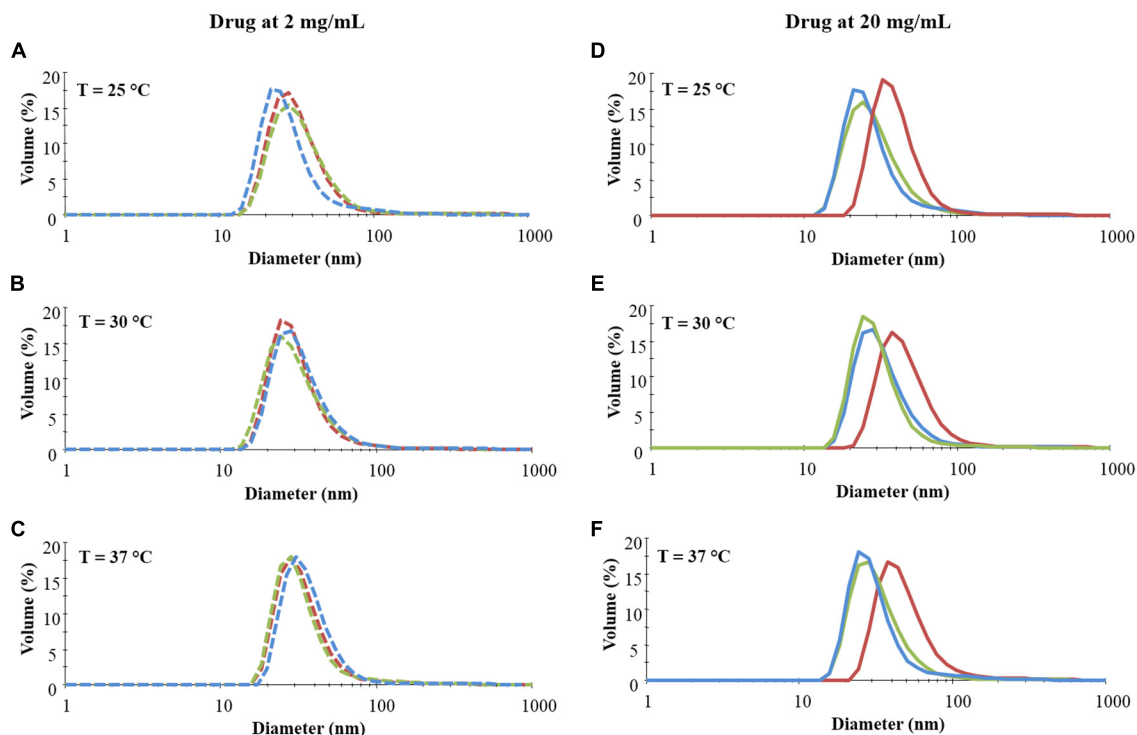 Drug at 2 mg/mL
Drug at 20 mg/mL
A
T = 25 °C
Volume (%)
20
15
10
5
0
1
10
100
1000
Diameter (nm)
D
T = 25 °C
Volume (%)
20
15
10
5
0
1
10
100
1000
Diameter (nm)
B
T = 30 °C
Volume (%)
20
15
10
5
0
1
10
100
1000
Diameter (nm)
E
T = 30 °C
Volume (%)
20
15
10
5
0
1
10
100
1000
Diameter (nm)
C
T = 37 °C
Volume (%)
20
15
10
5
0
1
10
100
1000
Diameter (nm)
F
T = 37 °C
Volume (%)
20
15
10
5
0
1
10
100
1000
Diameter (nm)